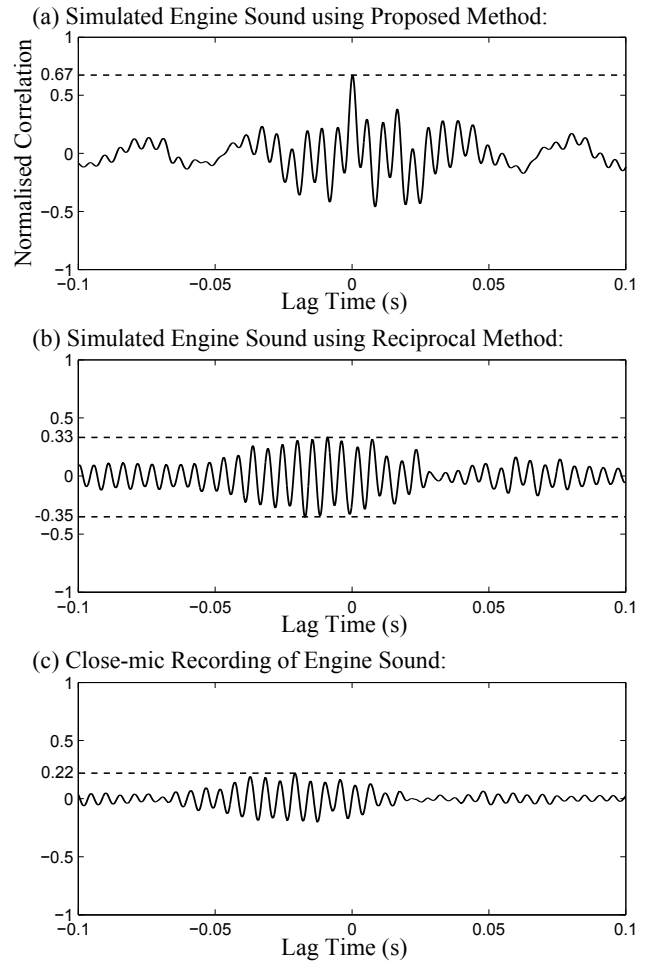 (a) Simulated Engine Sound using Proposed Method:
1
0.67
0.5
0
−0.5
−1
Normalised Correlation
−0.1 −0.05 0 0.05 0.1
Lag Time (s)
(b) Simulated Engine Sound using Reciprocal Method:
1
0.5
0.33
0
-0.35
−0.5
−1
−0.1 −0.05 0 0.05 0.1
Lag Time (s)
(c) Close-mic Recording of Engine Sound:
1
0.5
0.22
0
−0.5
−1
−0.1 −0.05 0 0.05 0.1
Lag Time (s)